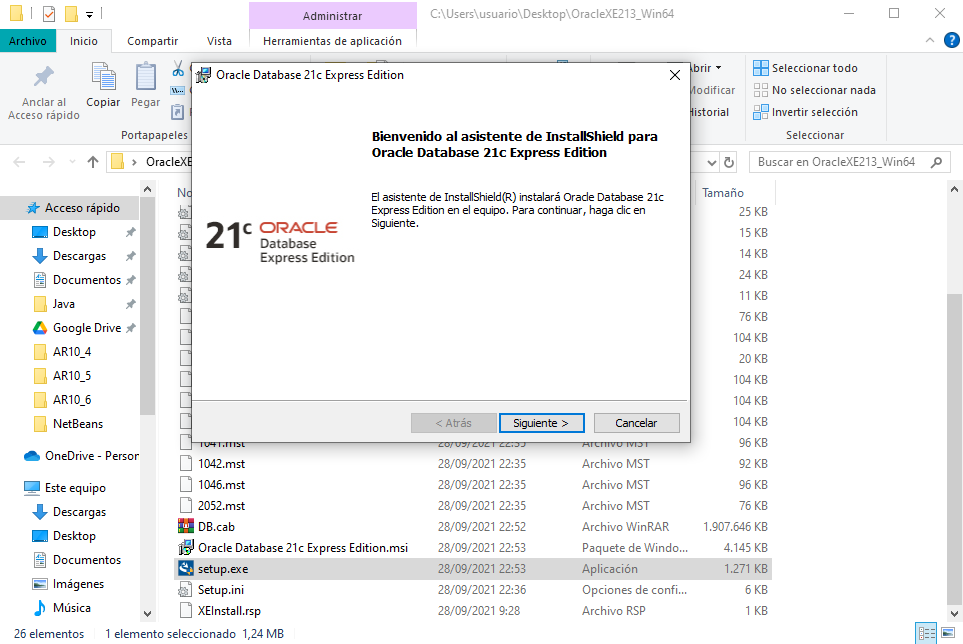 Administrar
C:\Users\usuario\Desktop\OracleXE213_Win64
Archivo
Inicio
Compartir
Vista
Herramientas de aplicación
Anclar al
Acceso rápido
Copiar
Pegar
Portapapeles
Modificar
Historial
Seleccionar todo
No seleccionar nada
Invertir selección
Seleccionar
OracleXE
Buscar en OracleXE213_Win64
Oracle Database 21c Express Edition
Bienvenido al asistente de InstallShield para
Oracle Database 21c Express Edition
El asistente de InstallShield(R) instalará Oracle Database 21c
Express Edition en el equipo. Para continuar, haga clic en
Siguiente.
21c ORACLE
Database
Express Edition
< Atrás
Siguiente >
Cancelar
Acceso rápido
Desktop
Descargas
Documentos
Java
Google Drive
AR10_4
AR10_5
AR10_6
NetBeans
OneDrive - Person
Este equipo
Descargas
Desktop
Documentos
Imágenes
Música
No
Tamaño
25 KB
15 KB
14 KB
24 KB
11 KB
76 KB
104 KB
20 KB
104 KB
104 KB
104 KB
1041.mst 28/09/2021 22:35 Archivo MST 96 KB
1042.mst 28/09/2021 22:35 Archivo MST 92 KB
1046.mst 28/09/2021 22:35 Archivo MST 96 KB
2052.mst 28/09/2021 22:35 Archivo MST 76 KB
DB.cab 28/09/2021 22:52 Archivo WinRAR 1.907.646 KB
Oracle Database 21c Express Edition.msi 28/09/2021 22:53 Paquete de Windo... 4.145 KB
setup.exe 28/09/2021 22:53 Aplicación 1.271 KB
Setup.ini 28/09/2021 22:36 Opciones de confi... 6 KB
XEInstall.rsp 28/09/2021 9:28 Archivo RSP 1 KB
26 elementos
1 elemento seleccionado 1,24 MB